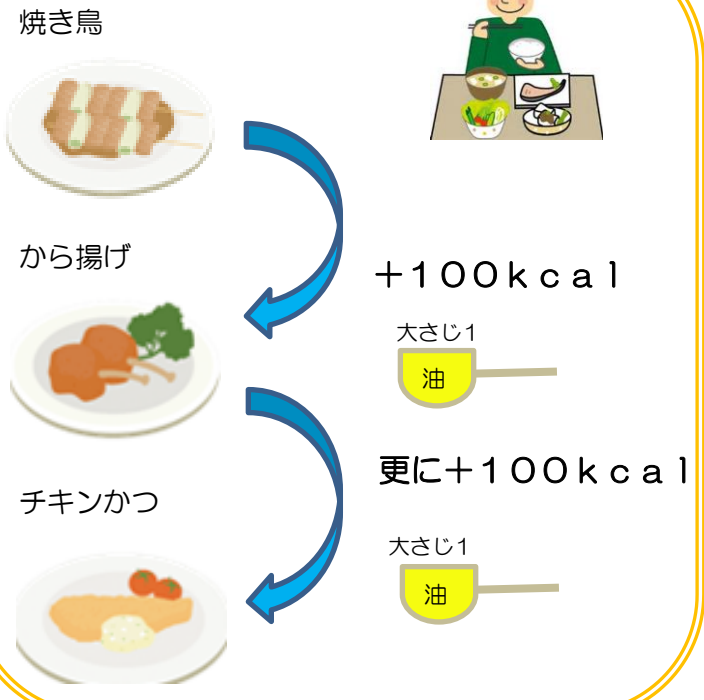 焼き鳥
から揚げ
＋１００ｋｃａｌ
大さじ１
油
更に＋１００ｋｃａｌ
チキンかつ
大さじ１
油